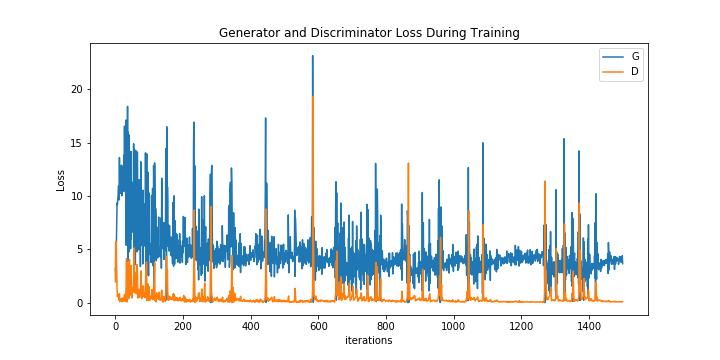 Generator and Discriminator Loss During Training
G
D
20
15
10
5
0
Loss
0 200 400 600 800 1000 1200 1400
iterations